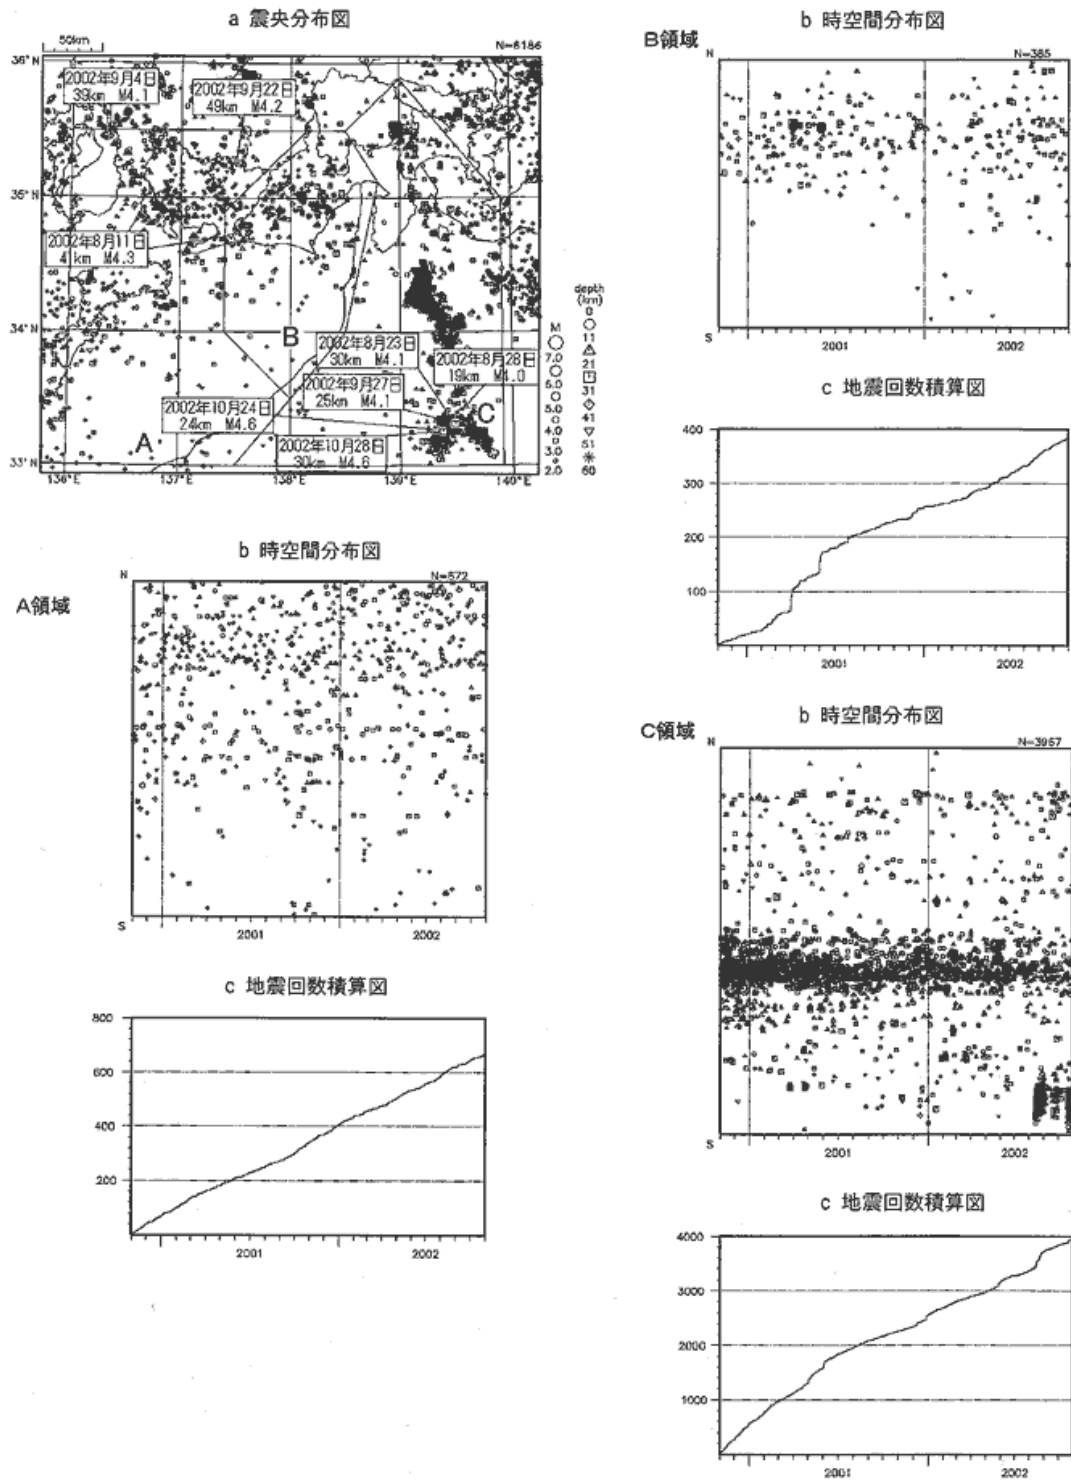 a 震央分布図
50km
N=6186
36°N
2002年9月4日
39km M4.1
2002年9月22日
49km M4.2
35°N
2002年8月11日
41km M4.3
34°N
B
2002年8月23日
30km M4.1
2002年8月28日
19km M4.0
2002年9月27日
25km M4.1
2002年10月24日
24km M4.6
C
A
2002年10月28日
30km M4.6
33°N
136°E
137°E
138°E
139°E
140°E
M
7.0
6.0
5.0
4.0
3.0
2.0
depth
(km)
0
11
21
31
41
51
60
A領域
b 時空間分布図
N
N=672
S
2001
2002
c 地震回数積算図
800
600
400
200
2001
2002
B領域
b 時空間分布図
N
N=385
S
2001
2002
c 地震回数積算図
400
300
200
100
2001
2002
C領域
b 時空間分布図
N
N=3957
S
2001
2002
c 地震回数積算図
4000
3000
2000
1000
2001
2002